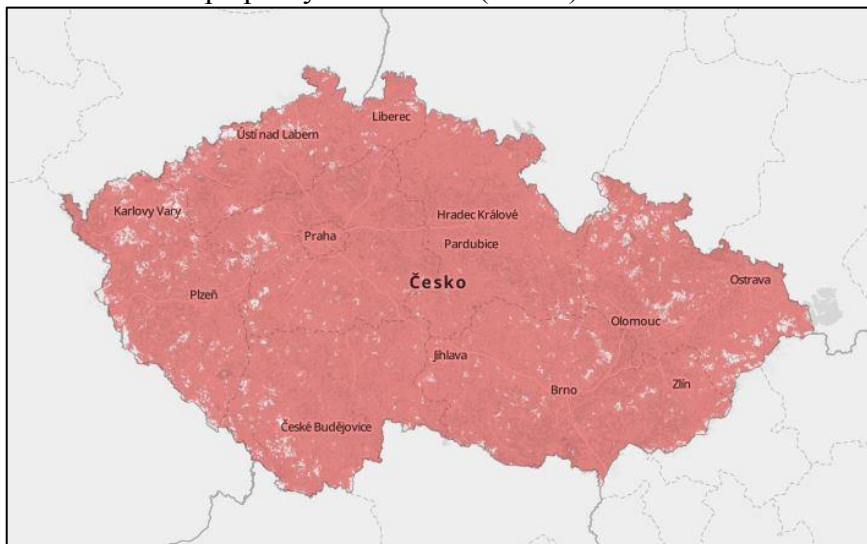 Liberec
Ústí nad Labem
Karlovy Vary
Hradec Králové
Praha
Pardubice
Česko
Ostrava
Plzeň
Olomouc
Jihlava
Zlín
Brno
České Budějovice